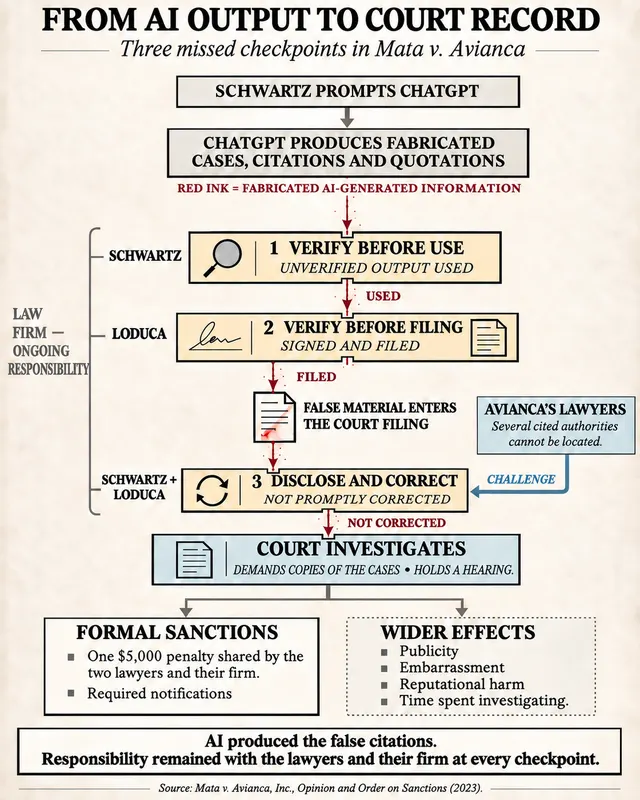 FROM AI OUTPUT TO COURT RECORD
Three missed checkpoints in Mata v. Avianca
SCHWARTZ PROMPTS CHATGPT
CHATGPT PRODUCES FABRICATED
CASES, CITATIONS AND QUOTATIONS
RED INK = FABRICATED AI-GENERATED INFORMATION
SCHWARTZ
1 VERIFY BEFORE USE
UNVERIFIED OUTPUT USED
USED
LAW
FIRM —
ONGOING
RESPONSIBILITY
LODUCA
2 VERIFY BEFORE FILING
SIGNED AND FILED
FILED
FALSE MATERIAL ENTERS
THE COURT FILING
AVIANCA'S LAWYERS
Several cited authorities
cannot be located.
CHALLENGE
SCHWARTZ +
LODUCA
3 DISCLOSE AND CORRECT
NOT PROMPTLY CORRECTED
NOT CORRECTED
COURT INVESTIGATES
DEMANDS COPIES OF THE CASES • HOLDS A HEARING.
FORMAL SANCTIONS
▪ One $5,000 penalty shared by the
two lawyers and their firm.
▪ Required notifications
WIDER EFFECTS
▪ Publicity
▪ Embarrassment
▪ Reputational harm
▪ Time spent investigating.
AI produced the false citations.
Responsibility remained with the lawyers and their firm at every checkpoint.
Source: Mata v. Avianca, Inc., Opinion and Order on Sanctions (2023).